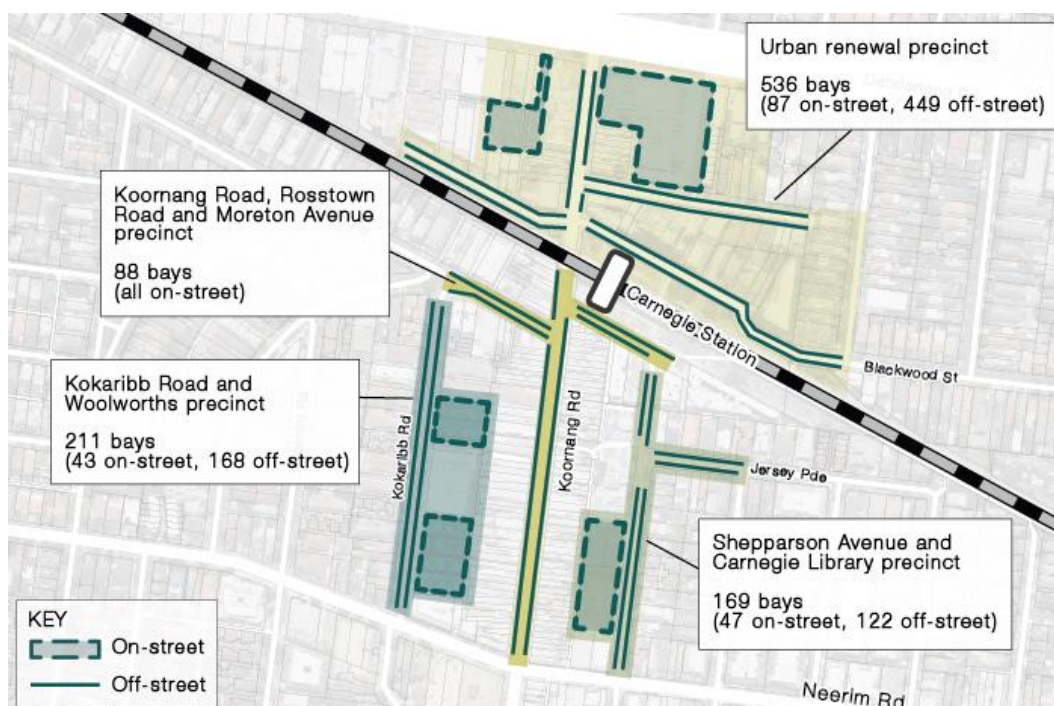 Urban renewal precinct
536 bays
(87 on-street, 449 off-street)
Koornang Road, Rosstown
Road and Moreton Avenue
precinct
88 bays
(all on-street)
Carnegie Station
Blackwood St
Kokaribb Road and
Woolworths precinct
211 bays
(43 on-street, 168 off-street)
Kokaribb Rd
Koornang Rd
Jersey Pde
Shepparson Avenue and
Carnegie Library precinct
169 bays
(47 on-street, 122 off-street)
KEY
On-street
Off-street
Neerim Rd